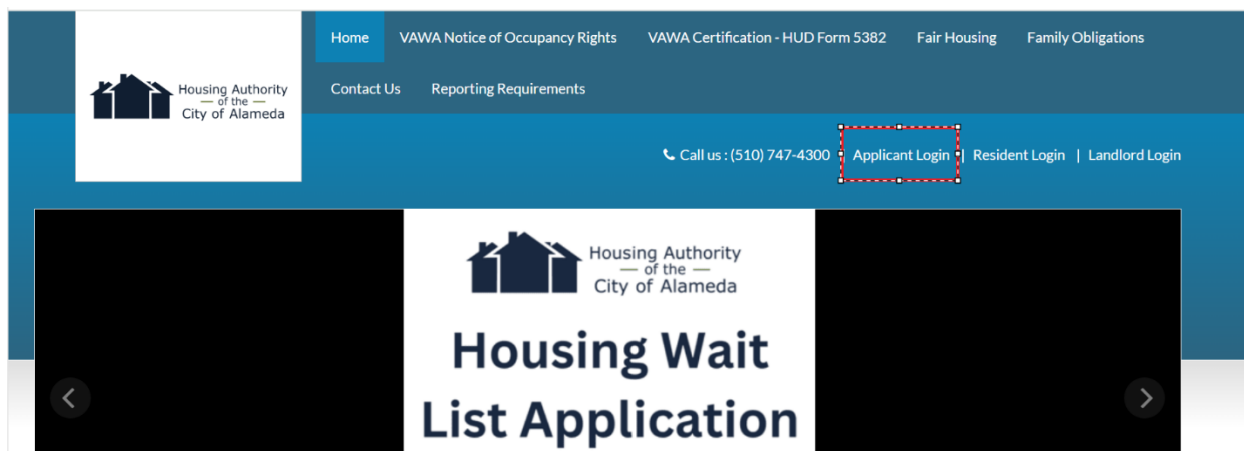 Home VAWA Notice of Occupancy Rights VAWA Certification - HUD Form 5382 Fair Housing Family Obligations
Housing Authority
of the
City of Alameda
Contact Us Reporting Requirements
Call us : (510) 747-4300 | Applicant Login | Resident Login | Landlord Login
Housing Authority
of the
City of Alameda
Housing Wait
List Application